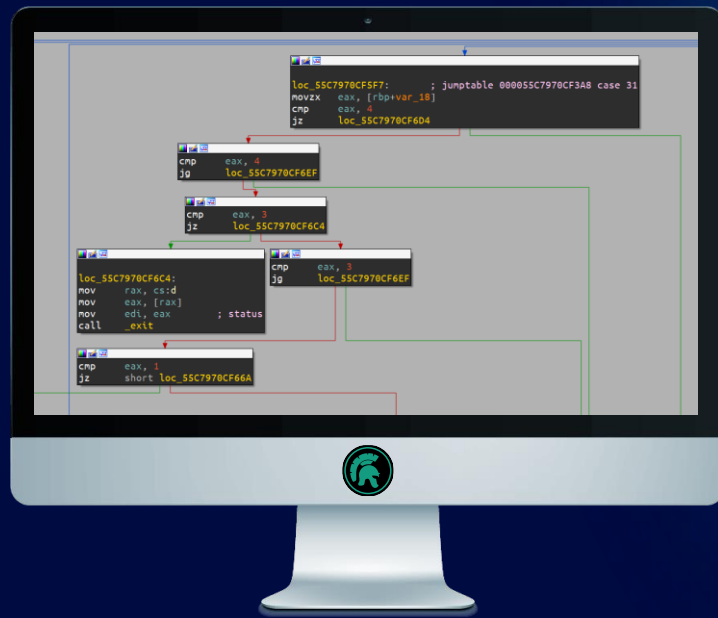 loc_55C7970CF5F7: ; jumptable 000055C7970CF3A8 case 31
movzx eax, [rbp+var_18]
cmp eax, 4
jz loc_55C7970CF6D4
cmp eax, 4
jg loc_55C7970CF6EF
cmp eax, 3
jz loc_55C7970CF6C4
loc_55C7970CF6C4:
mov rax, cs:d
mov eax, [rax]
mov edi, eax ; status
call _exit
cmp eax, 3
jg loc_55C7970CF6EF
cmp eax, 1
jz short loc_55C7970CF66A